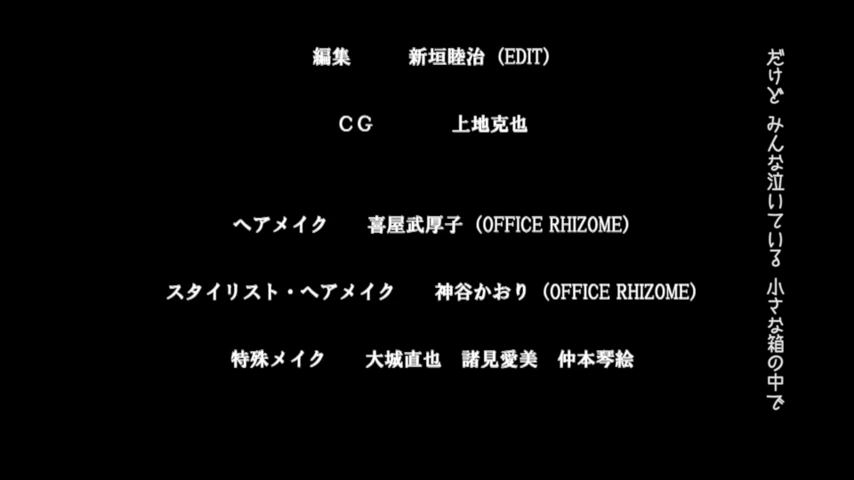 編集　　　新垣睦治 (EDIT)
ＣＧ　　　　上地克也
ヘアメイク　　喜屋武厚子 (OFFICE RHIZOME)
スタイリスト・ヘアメイク　　神谷かおり (OFFICE RHIZOME)
特殊メイク　　大城直也　諸見愛美　仲本琴絵
だけど みんな泣いている 小さな箱の中で